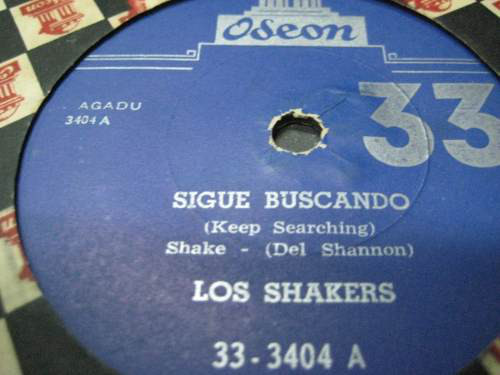 Odeon
33
AGADU
3404 A
SIGUE BUSCANDO
(Keep Searching)
Shake - (Del Shannon)
LOS SHAKERS
33-3404 A